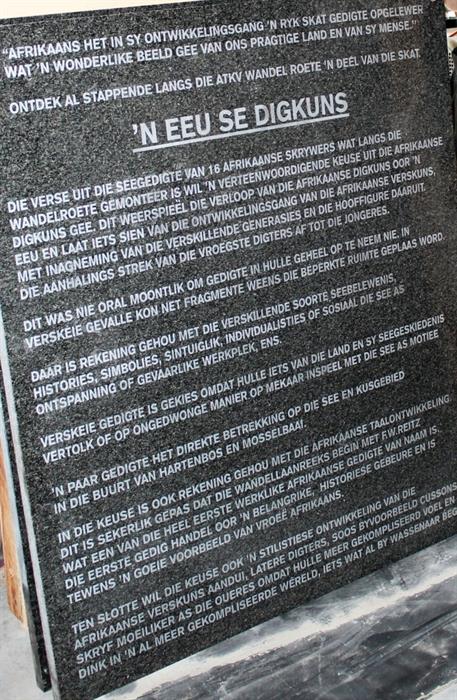 “AFRIKAANS HET IN SY ONTWIKKELINGSGANG ’N RYK SKAT GEDIGTE OPGELEWER
WAT ’N WONDERLIKE BEELD GEE VAN ONS PRAGTIGE LAND EN VAN SY MENSE.”
ONTDEK AL STAPPENDE LANGS DIE ATKV WANDEL ROETE ’N DEEL VAN DIE SKAT.
’N EEU SE DIGKUNS
DIE VERSE UIT DIE SEEGEDIGTE VAN 16 AFRIKAANSE SKRYWERS WAT LANGS DIE
WANDELROETE GEMONTEER IS WIL ’N VERTEENWOORDIGENDE KEUSE UIT DIE AFRIKAANSE
DIGKUNS GEE. DIT WEERSPIEËL DIE VERLOOP VAN DIE AFRIKAANSE DIGKUNS OOR ’N
EEU EN LAAT IETS SIEN VAN DIE ONTWIKKELINGSGANG VAN DIE AFRIKAANSE VERSKUNS,
MET INAGNEMING VAN DIE VERSKILLENDE GENERASIES EN DIE HOOFFIGURE DAARUIT.
DIE AANHALINGS STREK VAN DIE VROEGSTE DIGTERS AF TOT DIE JONGERES.
DIT WAS NIE ORAL MOONTLIK OM GEDIGTE IN HULLE GEHEEL OP TE NEEM NIE. IN
VERSKEIE GEVALLE KON NET FRAGMENTE WEENS DIE BEPERKTE RUIMTE GEPLAAS WORD.
DAAR IS REKENING GEHOU MET DIE VERSKILLENDE SOORTE SEEBELEWENIS,
HISTORIES, SIMBOLIES, SINTUIGLIK, INDIVIDUALISTIES OF SOSIAAL DIE SEE AS
ONTSPANNING OF GEVAARLIKE WERKPLEK, ENS.
VERSKEIE GEDIGTE IS GEKIES OMDAT HULLE IETS VAN DIE LAND EN SY SEEGESKIEDENIS
VERTOLK OF OP ONGEDWONGE MANIER OP MEKAAR INSPEEL MET DIE SEE AS MOTIEF
’N PAAR GEDIGTE HET DIREKTE BETREKKING OP DIE SEE EN KUSGEBIED
IN DIE BUURT VAN HARTENBOS EN MOSSELBAAI.
IN DIE KEUSE IS OOK REKENING GEHOU MET DIE AFRIKAANSE TAALONTWIKKELING
DIT IS SEKERLIK GEPAS DAT DIE WANDELLAANREEKS BEGIN MET F.W.REITZ
WAT EEN VAN DIE HEEL EERSTE WERKLIKE AFRIKAANSE GEDIGTE VAN NAAM IS.
DIE EERSTE GEDIG HANDEL OOR ’N BELANGRIKE, ’HISTORIESE GEBEURE EN IS
TEWENS ’N GOEIE VOORBEELD VAN VROEË AFRIKAANS.
TEN SLOTTE WIL DIE KEUSE OOK ’N STILISTIESE ONTWIKKELING VAN DIE
AFRIKAANSE VERSKUNS AANDUI, LATERE DIGTERS, SOOS BYVOORBEELD CUSSONS
SKRYF MOEILIKER AS DIE OUERES OMDAT HULLE MEER GEKOMPLISEERD VOEL EN
DINK IN ’N AL MEER GEKOMPLISEERDE WÊRELD, IETS WAT AL BY WASSENAAR BEG